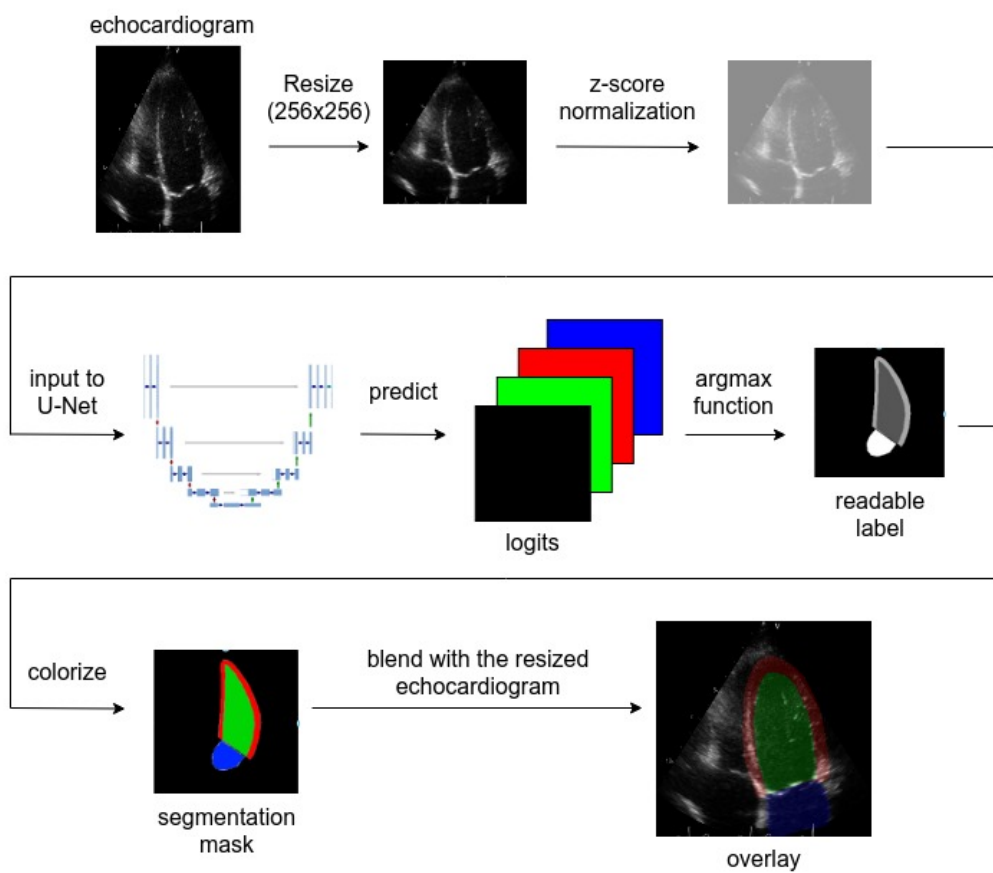 echocardiogram
Resize
(256x256)
z-score
normalization
input to
U-Net
predict
logits
argmax
function
readable
label
colorize
segmentation
mask
blend with the resized
echocardiogram
overlay